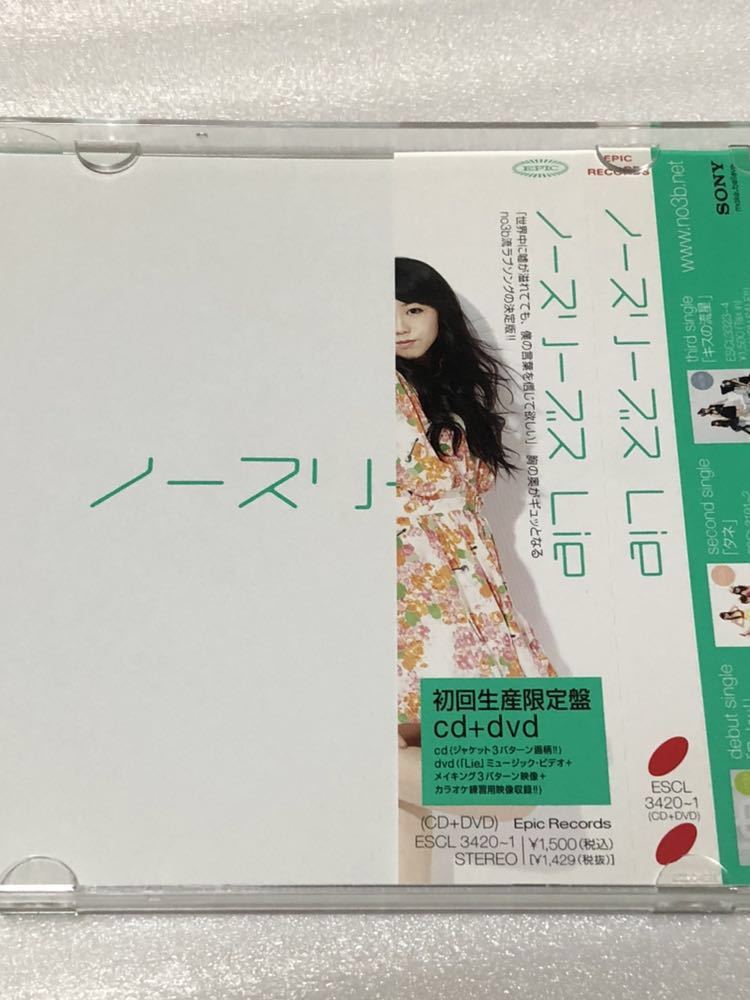 ノースリー
EPIC
ノースリーブス Lie
「世界中に嘘が溢れてても、僕の言葉を信じて欲しい」 胸の奥がギュッとなる
no3b流ラブソングの決定版!!
初回生産限定盤
cd+dvd
cd(ジャケット3パターン画柄!!)
dvd(「Lie」ミュージック・ビデオ+
メイキング3パターン映像+
カラオケ練習用映像収録!!)
(CD+DVD) Epic Records
ESCL 3420~1 ¥1,500(税込)
STEREO [¥1,429(税抜)]
EPIC
RECORDS
ノースリーブス Lie
ESCL
3420~1
(CD+DVD)
SONY
make.believe
www.no3b.net
third single
「キスの流星」
ESCL3323-4
second single
「タネ」
debut single